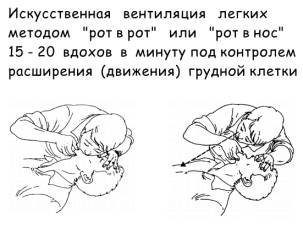 Искусственная вентиляция легких
методом "рот в рот" или "рот в нос"
15 - 20 вдохов в минуту под контролем
расширения (движения) грудной клетки